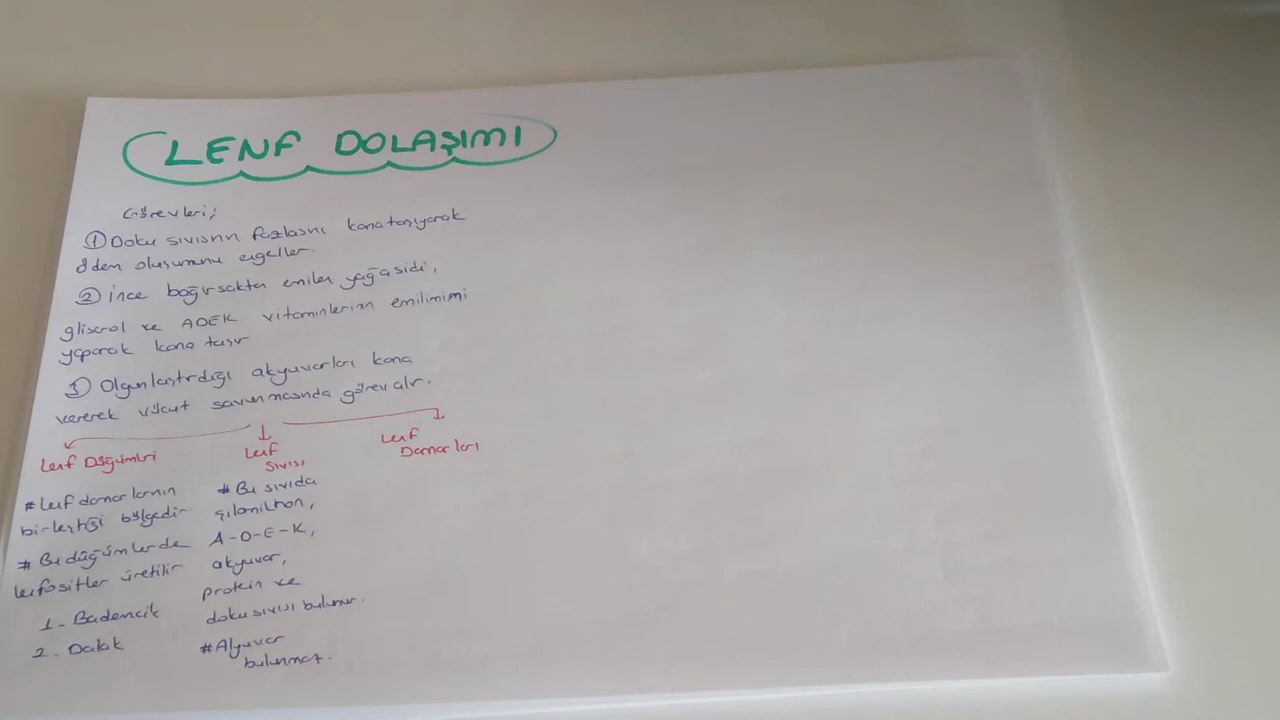 LENF DOLAŞIMI
Görevleri;
① Doku sıvısının fazlasını kana taşıyarak
ödem oluşumunu engeller.
② İnce bağırsakten emilen yağ asidi,
gliserol ve ADEK vitaminlerinin emilimimi
yaparak kana taşır
③ Olgunlaştırdığı akyuvarları kana
vererek vücut savunmasında görev alır.
Lenf Düğümleri
# Lenf damarlarının
birleştiği bölgedir
# Bu düğümlerde
lenfositler üretilir
1 - Bademcik
2 - Dalak
Lenf
Sıvısı
# Bu sıvıda
şilomikron,
A-D-E-K,
akyuvar,
protein ve
doku sıvısı bulunur.
# Alyuvar
bulunmaz.
Lenf
Damarları